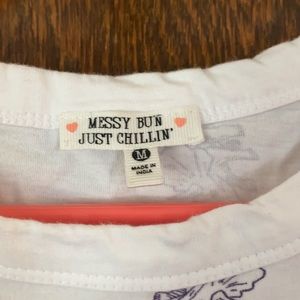 MESSY BUN
JUST CHILLIN'
M
MADE IN
INDIA